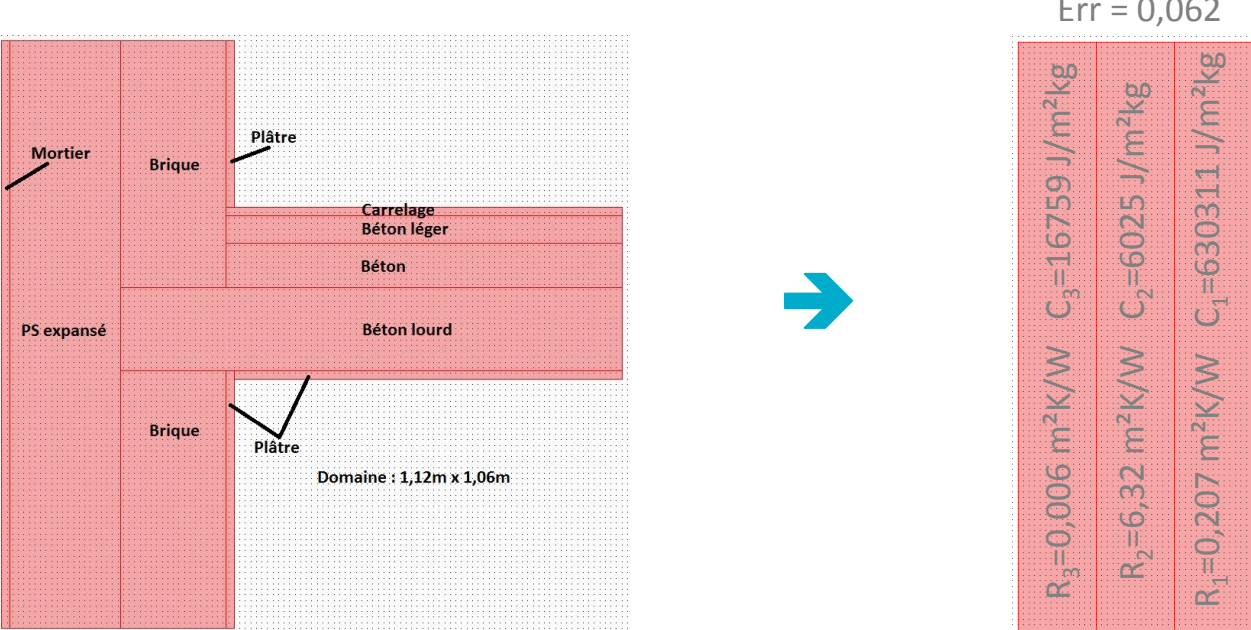 Err = 0,062
Mortier
Brique
Plâtre
Carrelage
Béton léger
Béton
PS expansé
Béton lourd
Brique
Plâtre
Domaine : 1,12m x 1,06m
R₃=0,006 m²K/W C₃=16759 J/m²kg
R₂=6,32 m²K/W C₂=6025 J/m²kg
R₁=0,207 m²K/W C₁=630311 J/m²kg